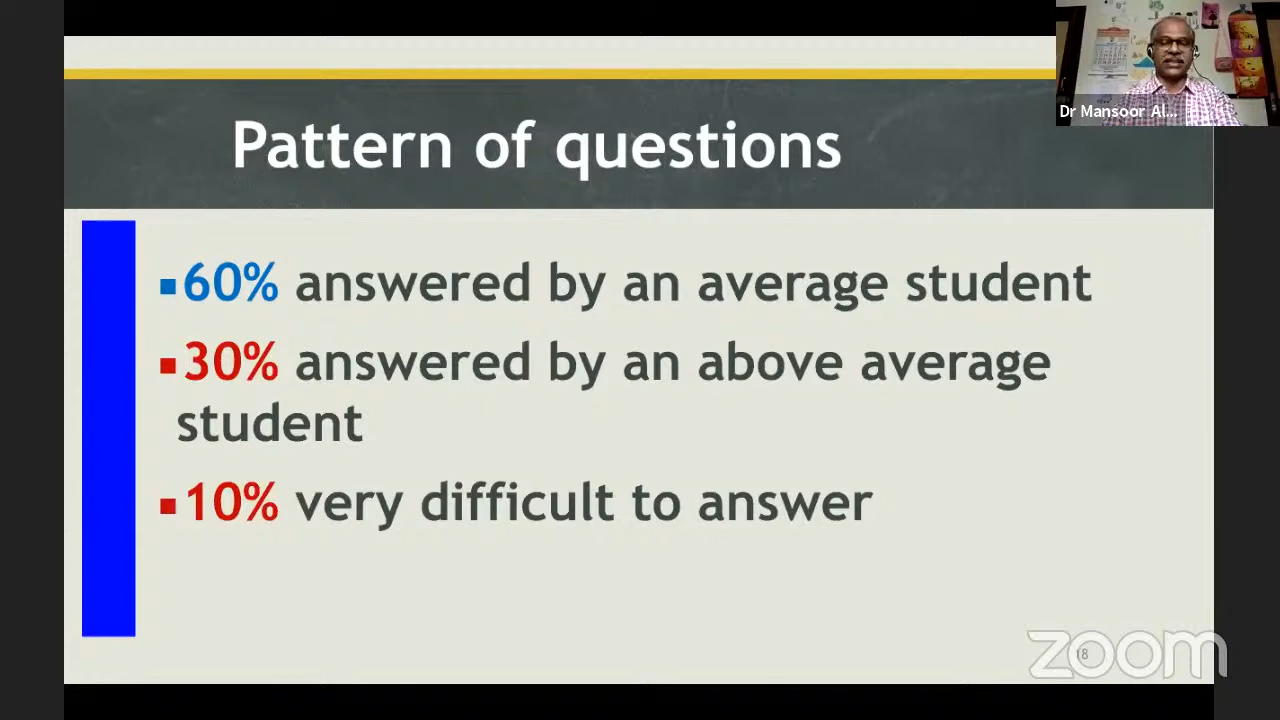 Dr Mansoor Al...
Pattern of questions
▪60% answered by an average student
▪30% answered by an above average
student
▪10% very difficult to answer
18
zoom